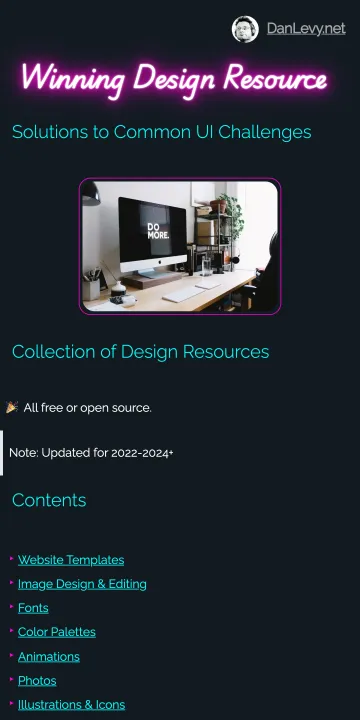 DanLevy.net
Winning Design Resource
Solutions to Common UI Challenges
DO
MORE.
Collection of Design Resources
🎉 All free or open source.
Note: Updated for 2022-2024+
Contents
‣ Website Templates
‣ Image Design & Editing
‣ Fonts
‣ Color Palettes
‣ Animations
‣ Photos
‣ Illustrations & Icons